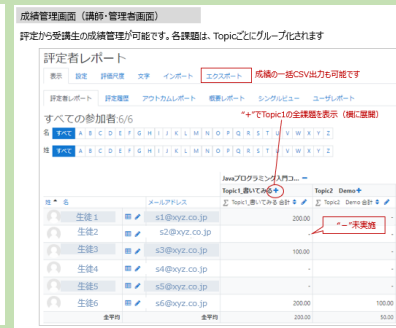 成績管理画面（講師・管理者画面）
評定から受講生の成績管理が可能です。各課題は、Topicごとにグループ化されます
評定者レポート
表示 設定 評価尺度 文字 インポート エクスポート 成績の一括CSV出力も可能です
評定者レポート 評定履歴 アウトカムレポート 概要レポート シングルビュー ユーザレポート
すべての参加者:6/6
"+"でTopic1の全課題を表示（横に展開）
名 すべて A B C D E F G H I J K L M N O P Q R S T U V W X Y Z
姓 すべて A B C D E F G H I J K L M N O P Q R S T U V W X Y Z
Javaプログラミング入門コ... −
Topic1_書いてみる + Topic2 Demo +
姓 名 メールアドレス Σ Topic1_書いてみる 合計 Σ Topic2 Demo 合計
生徒1 s1@xyz.co.jp 200.00 -
生徒2 s2@xyz.co.jp - -
"−"未実施
生徒3 s3@xyz.co.jp 100.00 -
生徒4 s4@xyz.co.jp - -
生徒5 s5@xyz.co.jp - -
生徒6 s6@xyz.co.jp 200.00 100.00
全平均 200.00 50.00